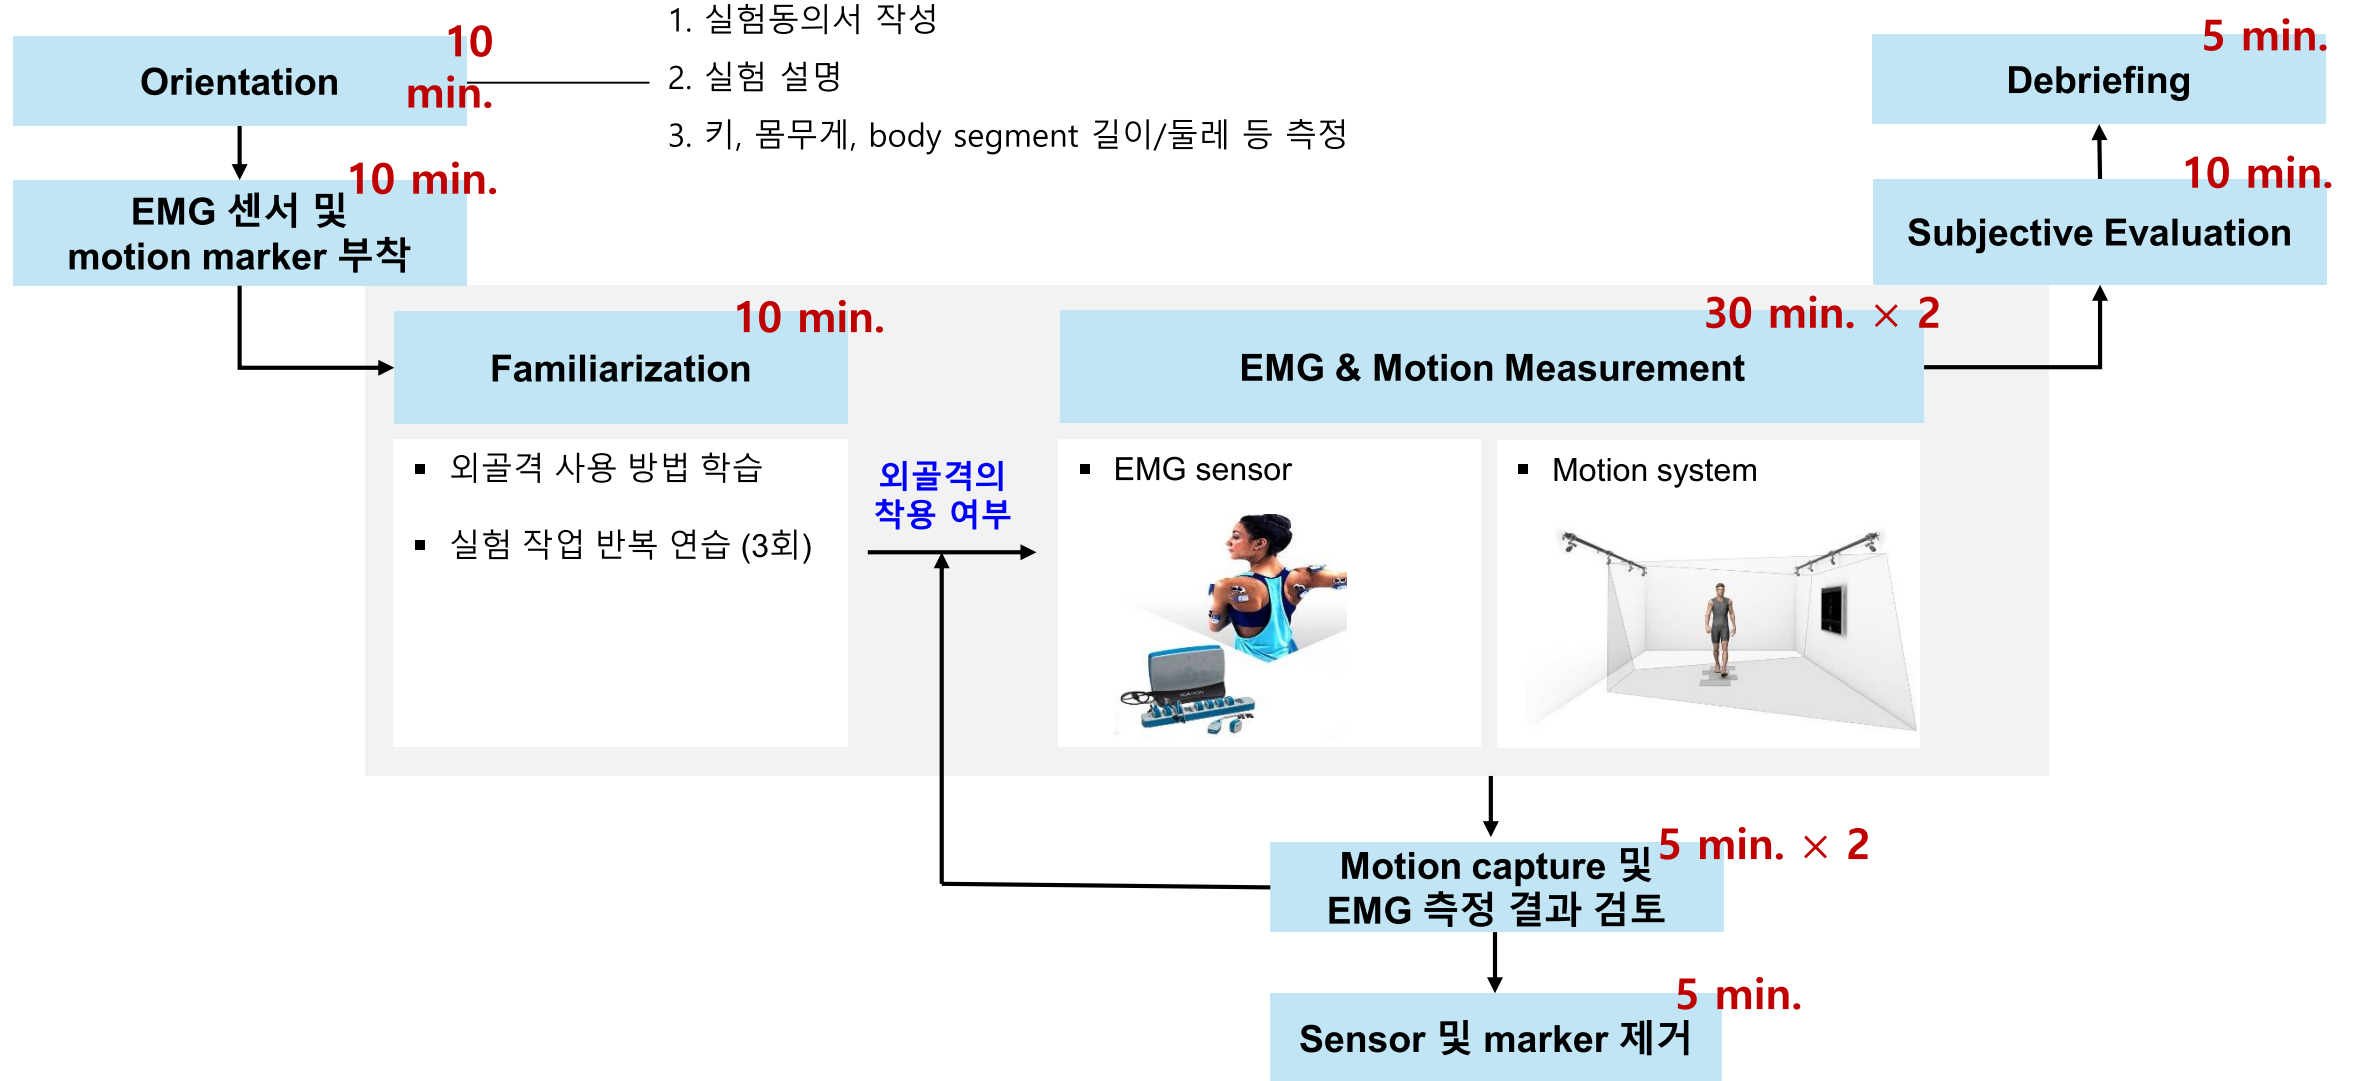 10
min.
Orientation
1. 실험동의서 작성
2. 실험 설명
3. 키, 몸무게, body segment 길이/둘레 등 측정
10 min.
EMG 센서 및
motion marker 부착
10 min.
Familiarization
▪ 외골격 사용 방법 학습
▪ 실험 작업 반복 연습 (3회)
외골격의
착용 여부
30 min. × 2
EMG & Motion Measurement
▪ EMG sensor
▪ Motion system
5 min. × 2
Motion capture 및
EMG 측정 결과 검토
5 min.
Sensor 및 marker 제거
10 min.
Subjective Evaluation
5 min.
Debriefing